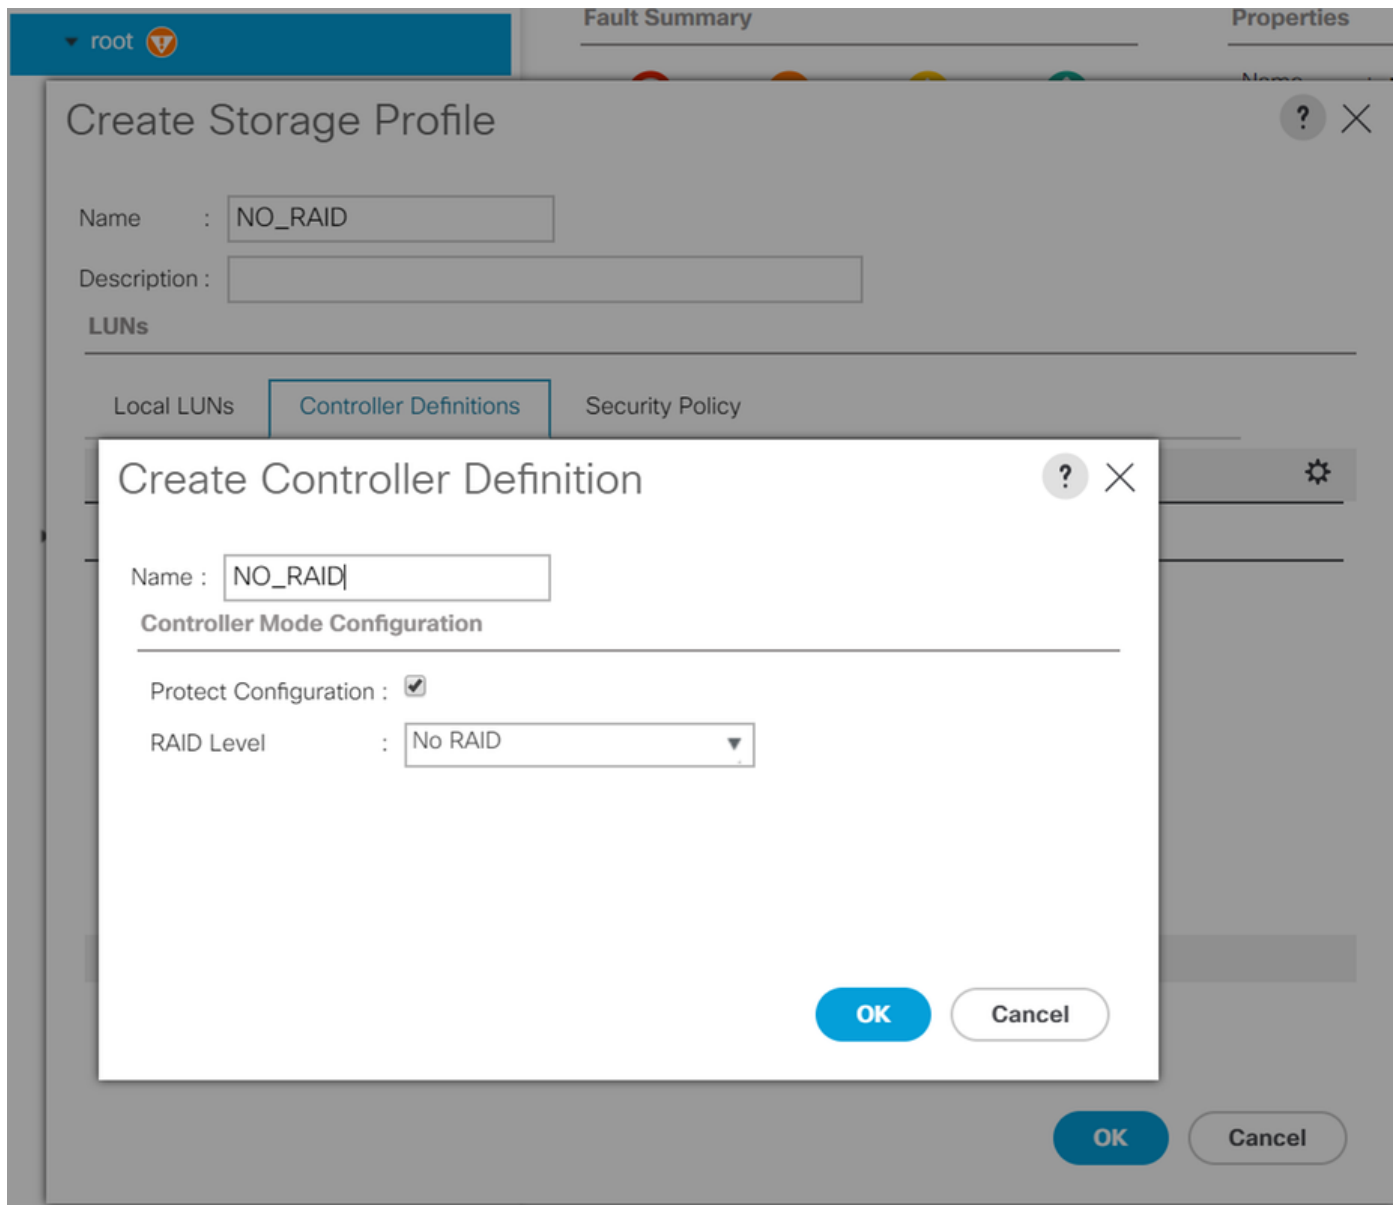 root
Fault Summary
Properties
Name :
Create Storage Profile
?
Name : NO_RAID
Description :
LUNs
Local LUNs Controller Definitions Security Policy
Create Controller Definition
?
Name : NO_RAID
Controller Mode Configuration
Protect Configuration :
RAID Level : No RAID
OK Cancel
OK Cancel